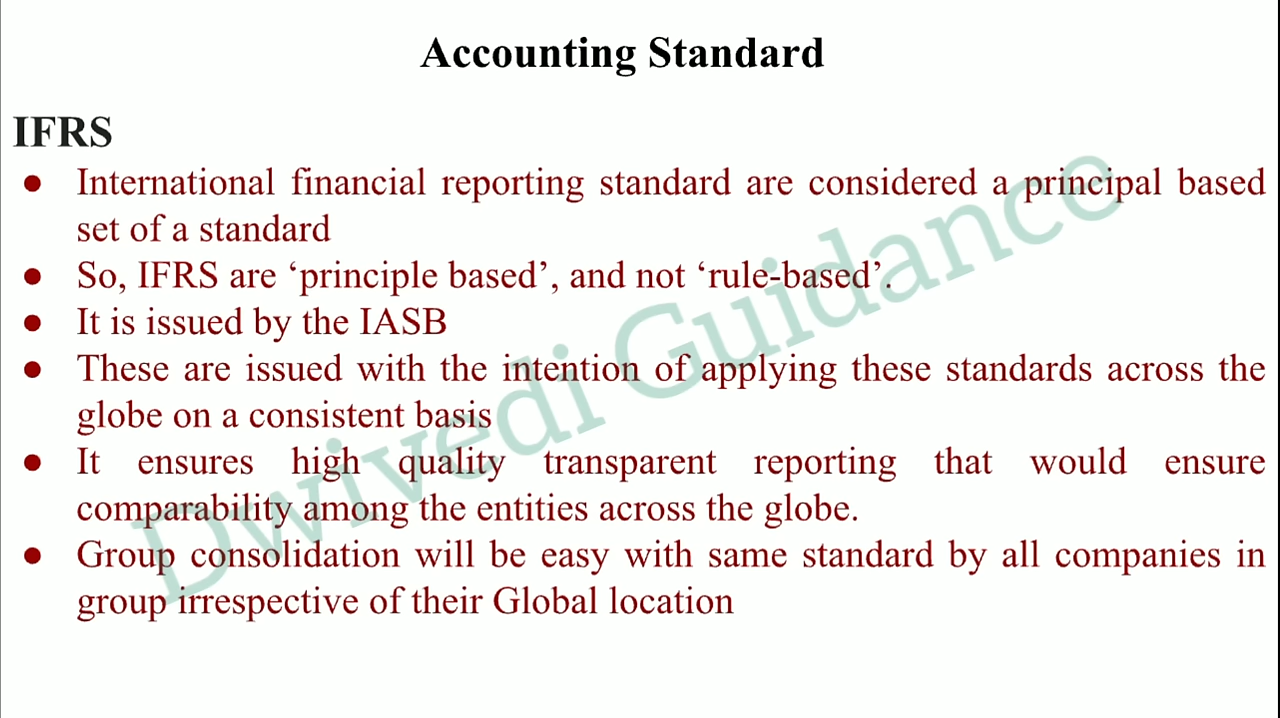 Accounting Standard
IFRS
● International financial reporting standard are considered a principal based
set of a standard
● So, IFRS are ‘principle based’, and not ‘rule-based’.
● It is issued by the IASB
● These are issued with the intention of applying these standards across the
globe on a consistent basis
● It ensures high quality transparent reporting that would ensure
comparability among the entities across the globe.
● Group consolidation will be easy with same standard by all companies in
group irrespective of their Global location
Dwivedi Guidance